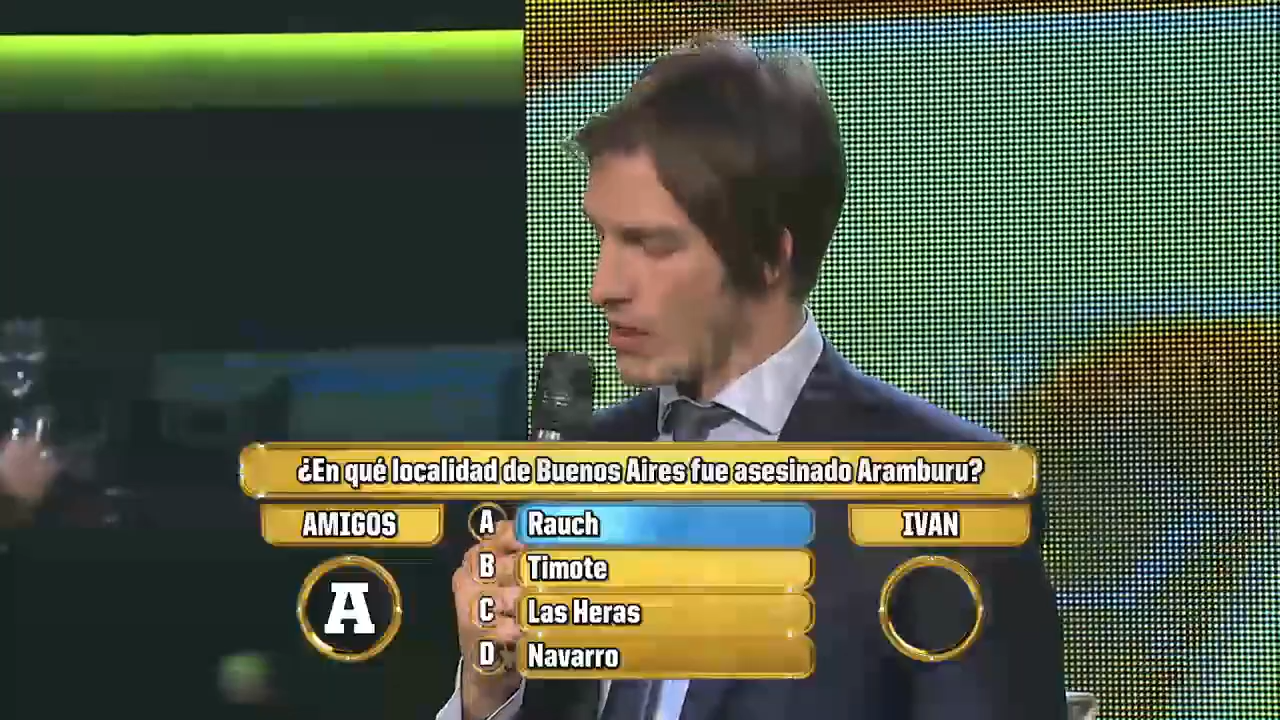 ¿En qué localidad de Buenos Aires fue asesinado Aramburu?
AMIGOS
A
A Rauch
B Timote
C Las Heras
D Navarro
IVAN